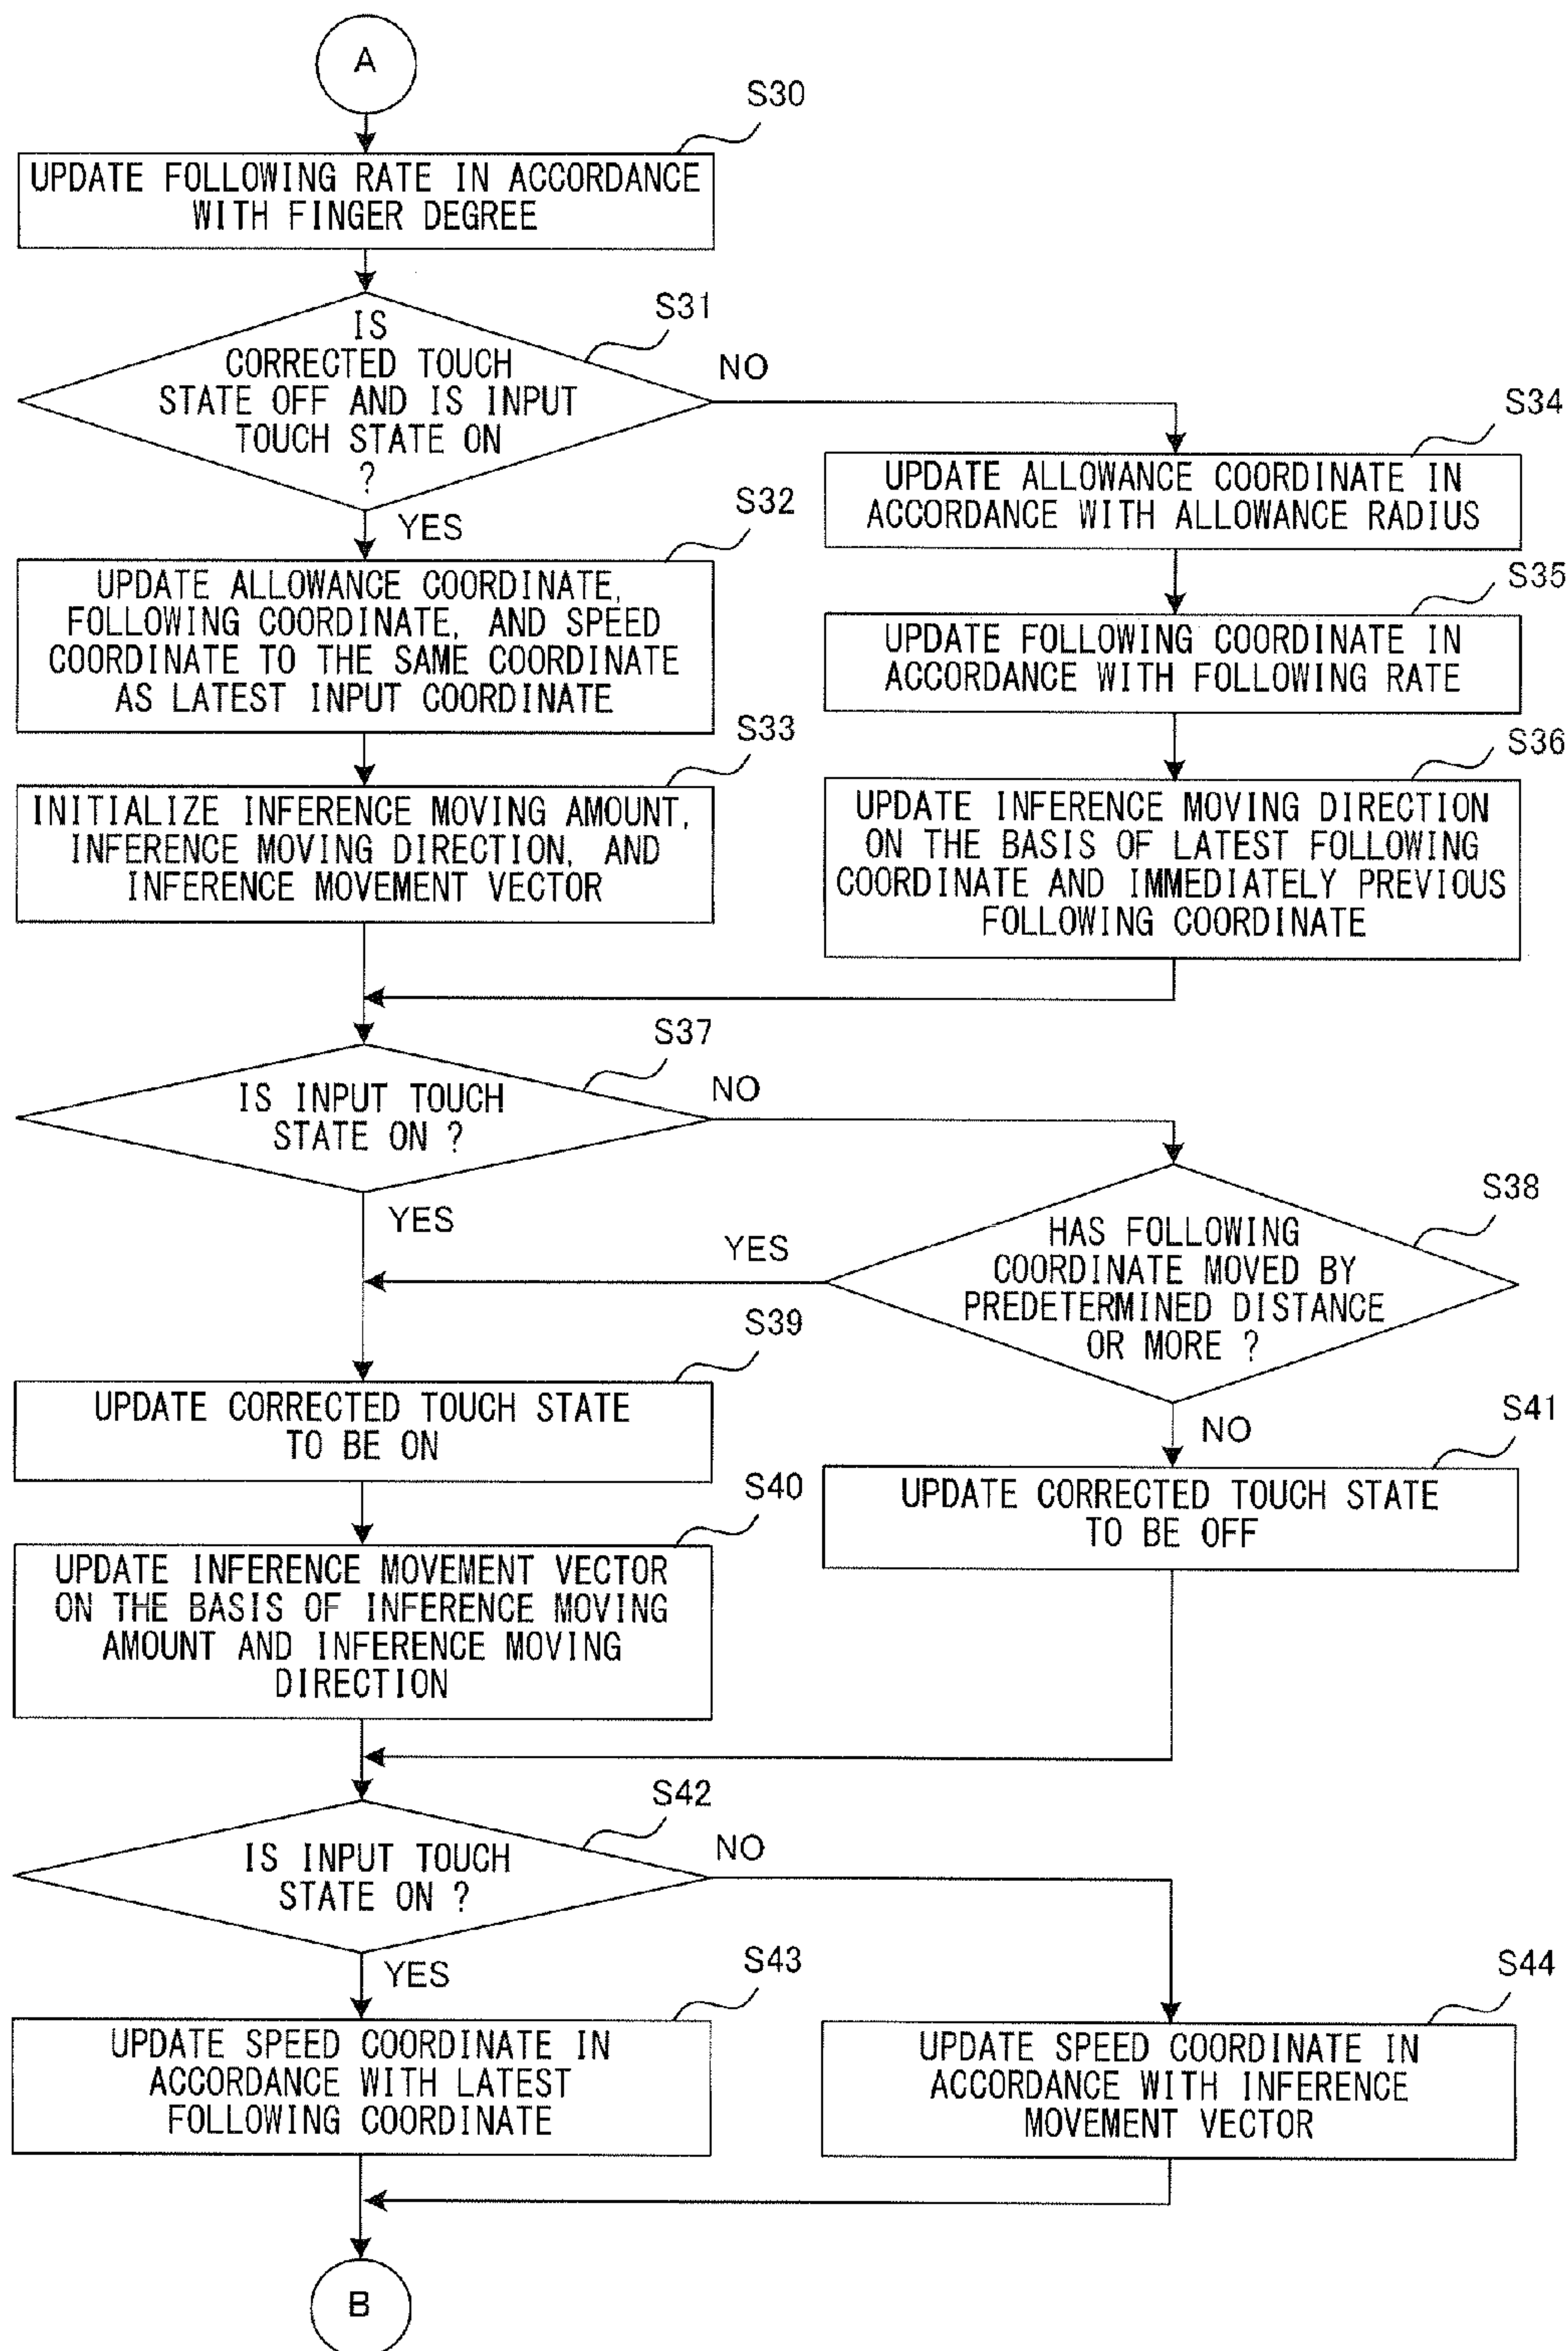 A
S30
UPDATE FOLLOWING RATE IN ACCORDANCE
WITH FINGER DEGREE
S31
IS
CORRECTED TOUCH
STATE OFF AND IS INPUT
TOUCH STATE ON
?
NO
YES
S32
UPDATE ALLOWANCE COORDINATE,
FOLLOWING COORDINATE, AND SPEED
COORDINATE TO THE SAME COORDINATE
AS LATEST INPUT COORDINATE
S33
INITIALIZE INFERENCE MOVING AMOUNT,
INFERENCE MOVING DIRECTION, AND
INFERENCE MOVEMENT VECTOR
S34
UPDATE ALLOWANCE COORDINATE IN
ACCORDANCE WITH ALLOWANCE RADIUS
S35
UPDATE FOLLOWING COORDINATE IN
ACCORDANCE WITH FOLLOWING RATE
S36
UPDATE INFERENCE MOVING DIRECTION
ON THE BASIS OF LATEST FOLLOWING
COORDINATE AND IMMEDIATELY PREVIOUS
FOLLOWING COORDINATE
S37
IS INPUT TOUCH
STATE ON ?
NO
YES
S38
HAS FOLLOWING
COORDINATE MOVED BY
PREDETERMINED DISTANCE
OR MORE ?
YES
NO
S39
UPDATE CORRECTED TOUCH STATE
TO BE ON
S40
UPDATE INFERENCE MOVEMENT VECTOR
ON THE BASIS OF INFERENCE MOVING
AMOUNT AND INFERENCE MOVING
DIRECTION
S41
UPDATE CORRECTED TOUCH STATE
TO BE OFF
S42
IS INPUT TOUCH
STATE ON ?
NO
YES
S43
UPDATE SPEED COORDINATE IN
ACCORDANCE WITH LATEST
FOLLOWING COORDINATE
S44
UPDATE SPEED COORDINATE IN
ACCORDANCE WITH INFERENCE
MOVEMENT VECTOR
B